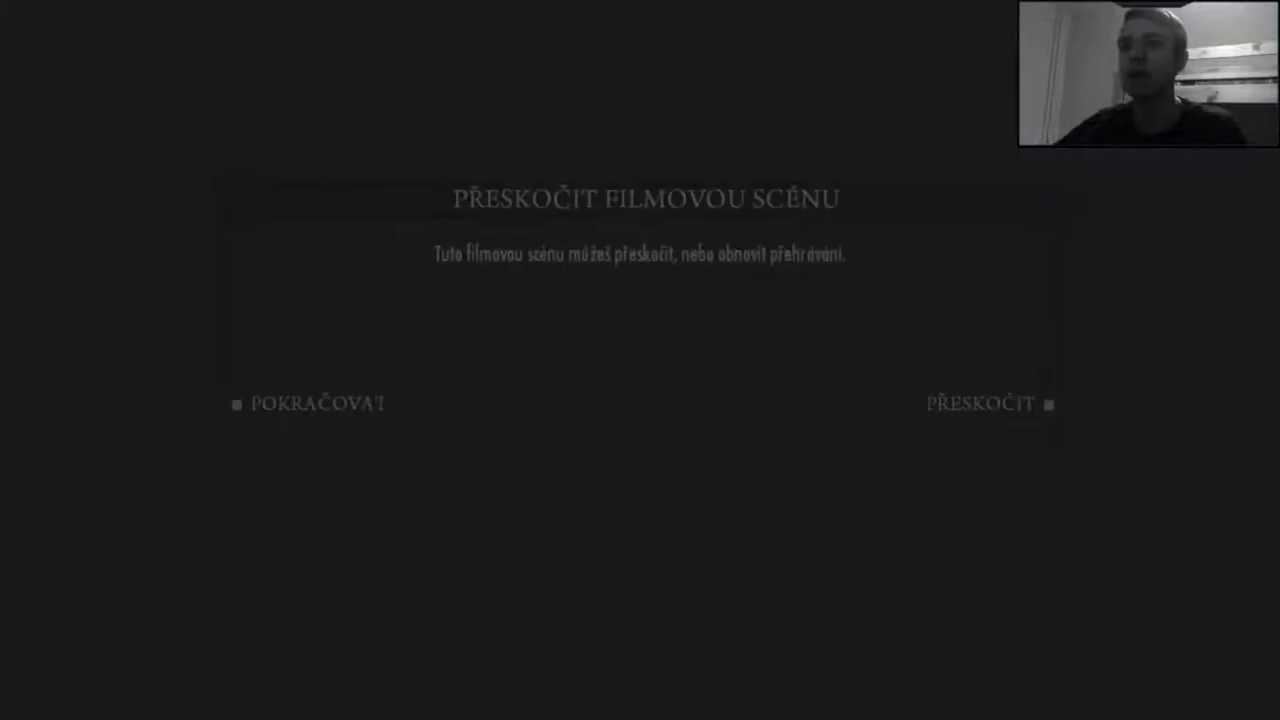 PŘESKOČIT FILMOVOU SCÉNU
Tuto filmovou scénu můžeš přeskočit, nebo obnovit přehrávání.
POKRAČOVAT
PŘESKOČIT